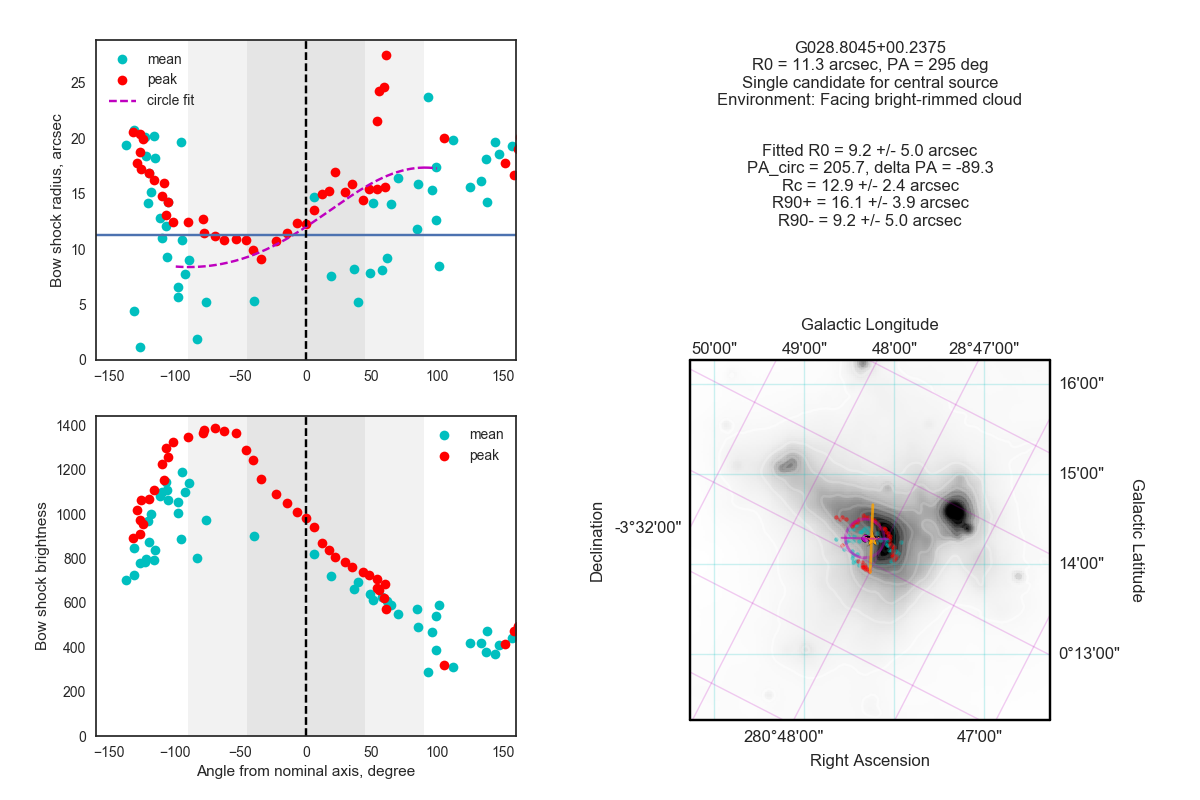 mean
peak
circle fit
Bow shock radius, arcsec
25
20
15
10
5
0
−150
−100
−50
0
50
100
150
mean
peak
Bow shock brightness
1400
1200
1000
800
600
400
200
0
−150
−100
−50
0
50
100
150
Angle from nominal axis, degree
G028.8045+00.2375
R0 = 11.3 arcsec, PA = 295 deg
Single candidate for central source
Environment: Facing bright-rimmed cloud
Fitted R0 = 9.2 +/- 5.0 arcsec
PA_circ = 205.7, delta PA = -89.3
Rc = 12.9 +/- 2.4 arcsec
R90+ = 16.1 +/- 3.9 arcsec
R90- = 9.2 +/- 5.0 arcsec
Galactic Longitude
50'00"
49'00"
48'00"
28°47'00"
16'00"
15'00"
14'00"
0°13'00"
Galactic Latitude
Declination
-3°32'00"
280°48'00"
47'00"
Right Ascension